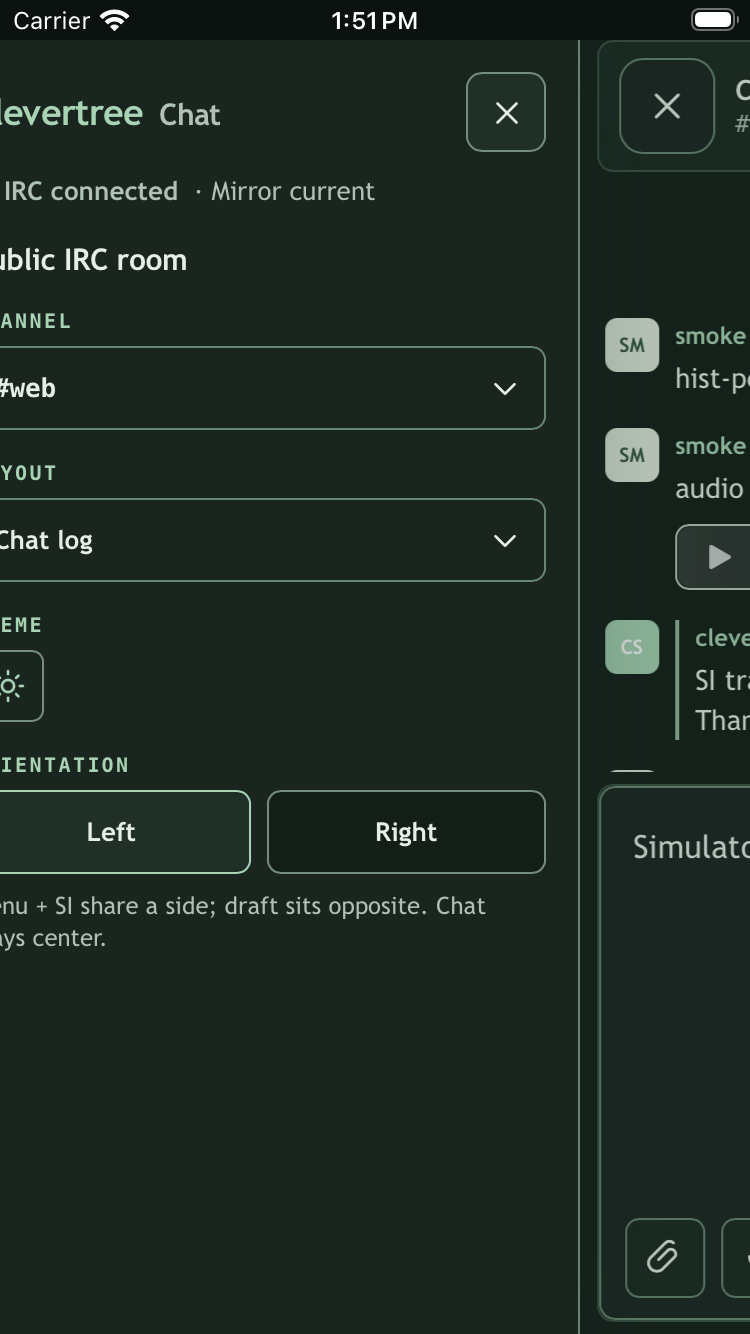 Carrier 1:51 PM
levertree Chat
IRC connected · Mirror current
ublic IRC room
ANNEL
#web
YOUT
Chat log
EME
IENTATION
Left
Right
enu + SI share a side; draft sits opposite. Chat
ays center.
#
SM
smoke
hist-p
SM
smoke
audio
CS
cleve
SI tra
Than
Simulato